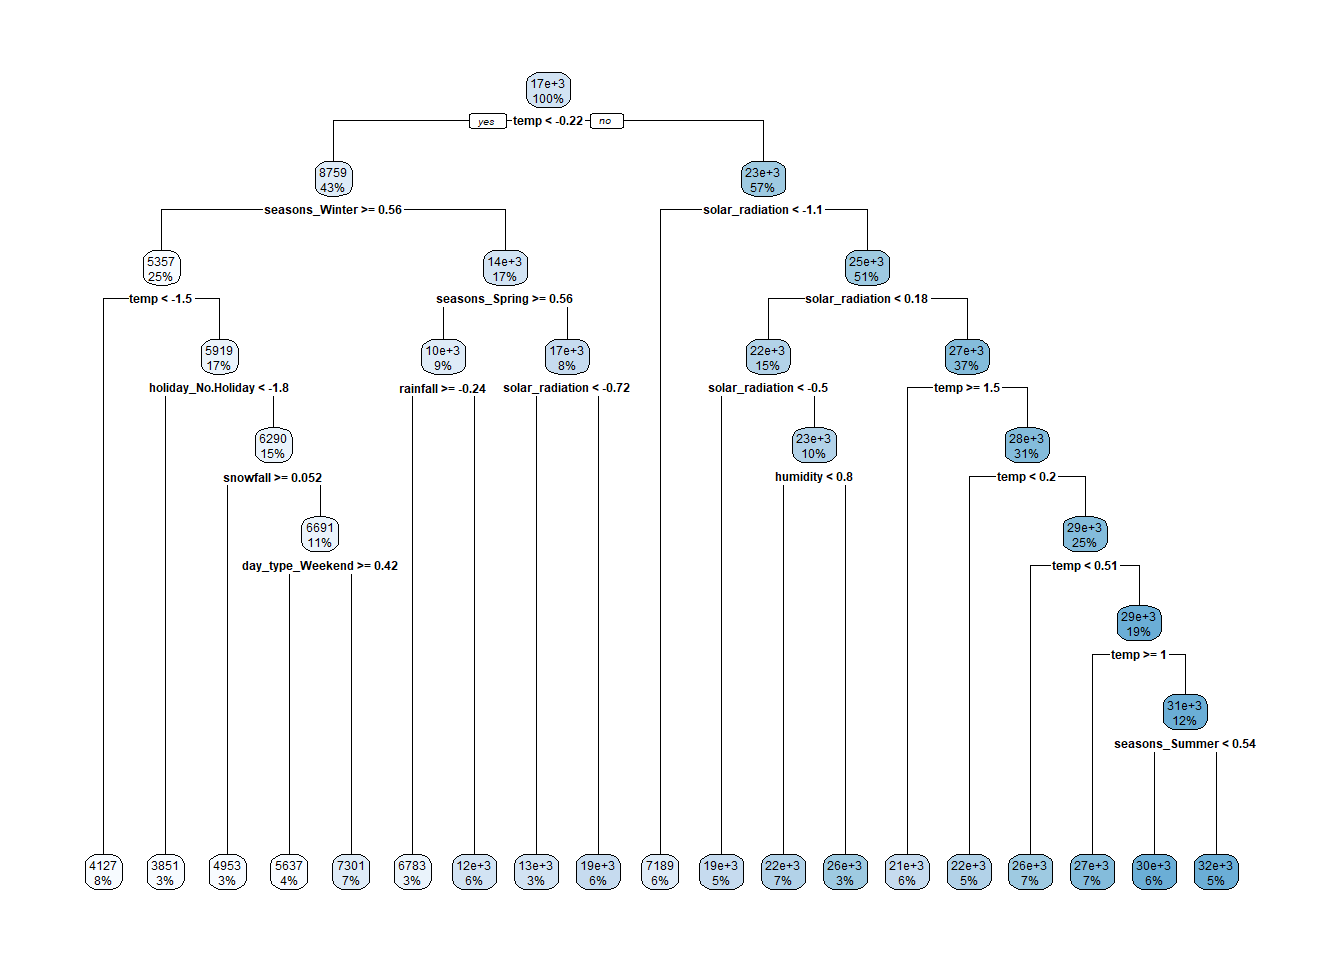 17e+3
100%
yes
temp < -0.22
no
8759
43%
23e+3
57%
seasons_Winter >= 0.56
solar_radiation < -1.1
5357
25%
14e+3
17%
25e+3
51%
temp < -1.5
seasons_Spring >= 0.56
solar_radiation < 0.18
5919
17%
10e+3
9%
17e+3
8%
22e+3
15%
27e+3
37%
holiday_No.Holiday < -1.8
rainfall >= -0.24
solar_radiation < -0.72
solar_radiation < -0.5
temp >= 1.5
6290
15%
23e+3
10%
28e+3
31%
snowfall >= 0.052
humidity < 0.8
temp < 0.2
6691
11%
29e+3
25%
day_type_Weekend >= 0.42
temp < 0.51
29e+3
19%
temp >= 1
31e+3
12%
seasons_Summer < 0.54
4127
8%
3851
3%
4953
3%
5637
4%
7301
7%
6783
3%
12e+3
6%
13e+3
3%
19e+3
6%
7189
6%
19e+3
5%
22e+3
7%
26e+3
3%
21e+3
6%
22e+3
5%
26e+3
7%
27e+3
7%
30e+3
6%
32e+3
5%